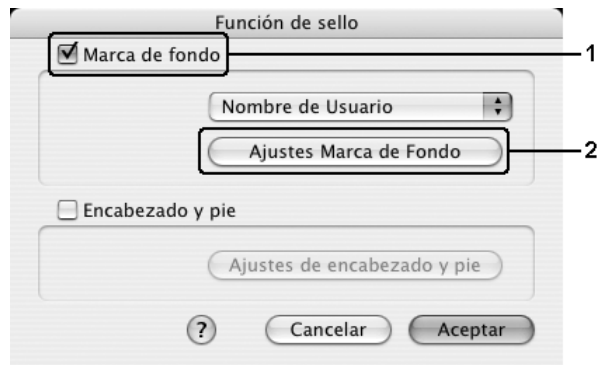 Función de sello
Marca de fondo
1
Nombre de Usuario
Ajustes Marca de Fondo
2
Encabezado y pie
Ajustes de encabezado y pie
?
Cancelar
Aceptar